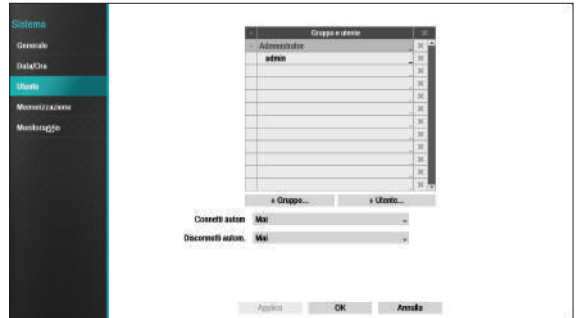 Sistema
Generale
Data/Ora
Utente
Memorizzazione
Monitoraggio
Gruppo e utente
Administrator
admin
+ Gruppo...
+ Utente...
Connetti autom Mai
Disconnetti autom. Mai
Applica
OK
Annulla